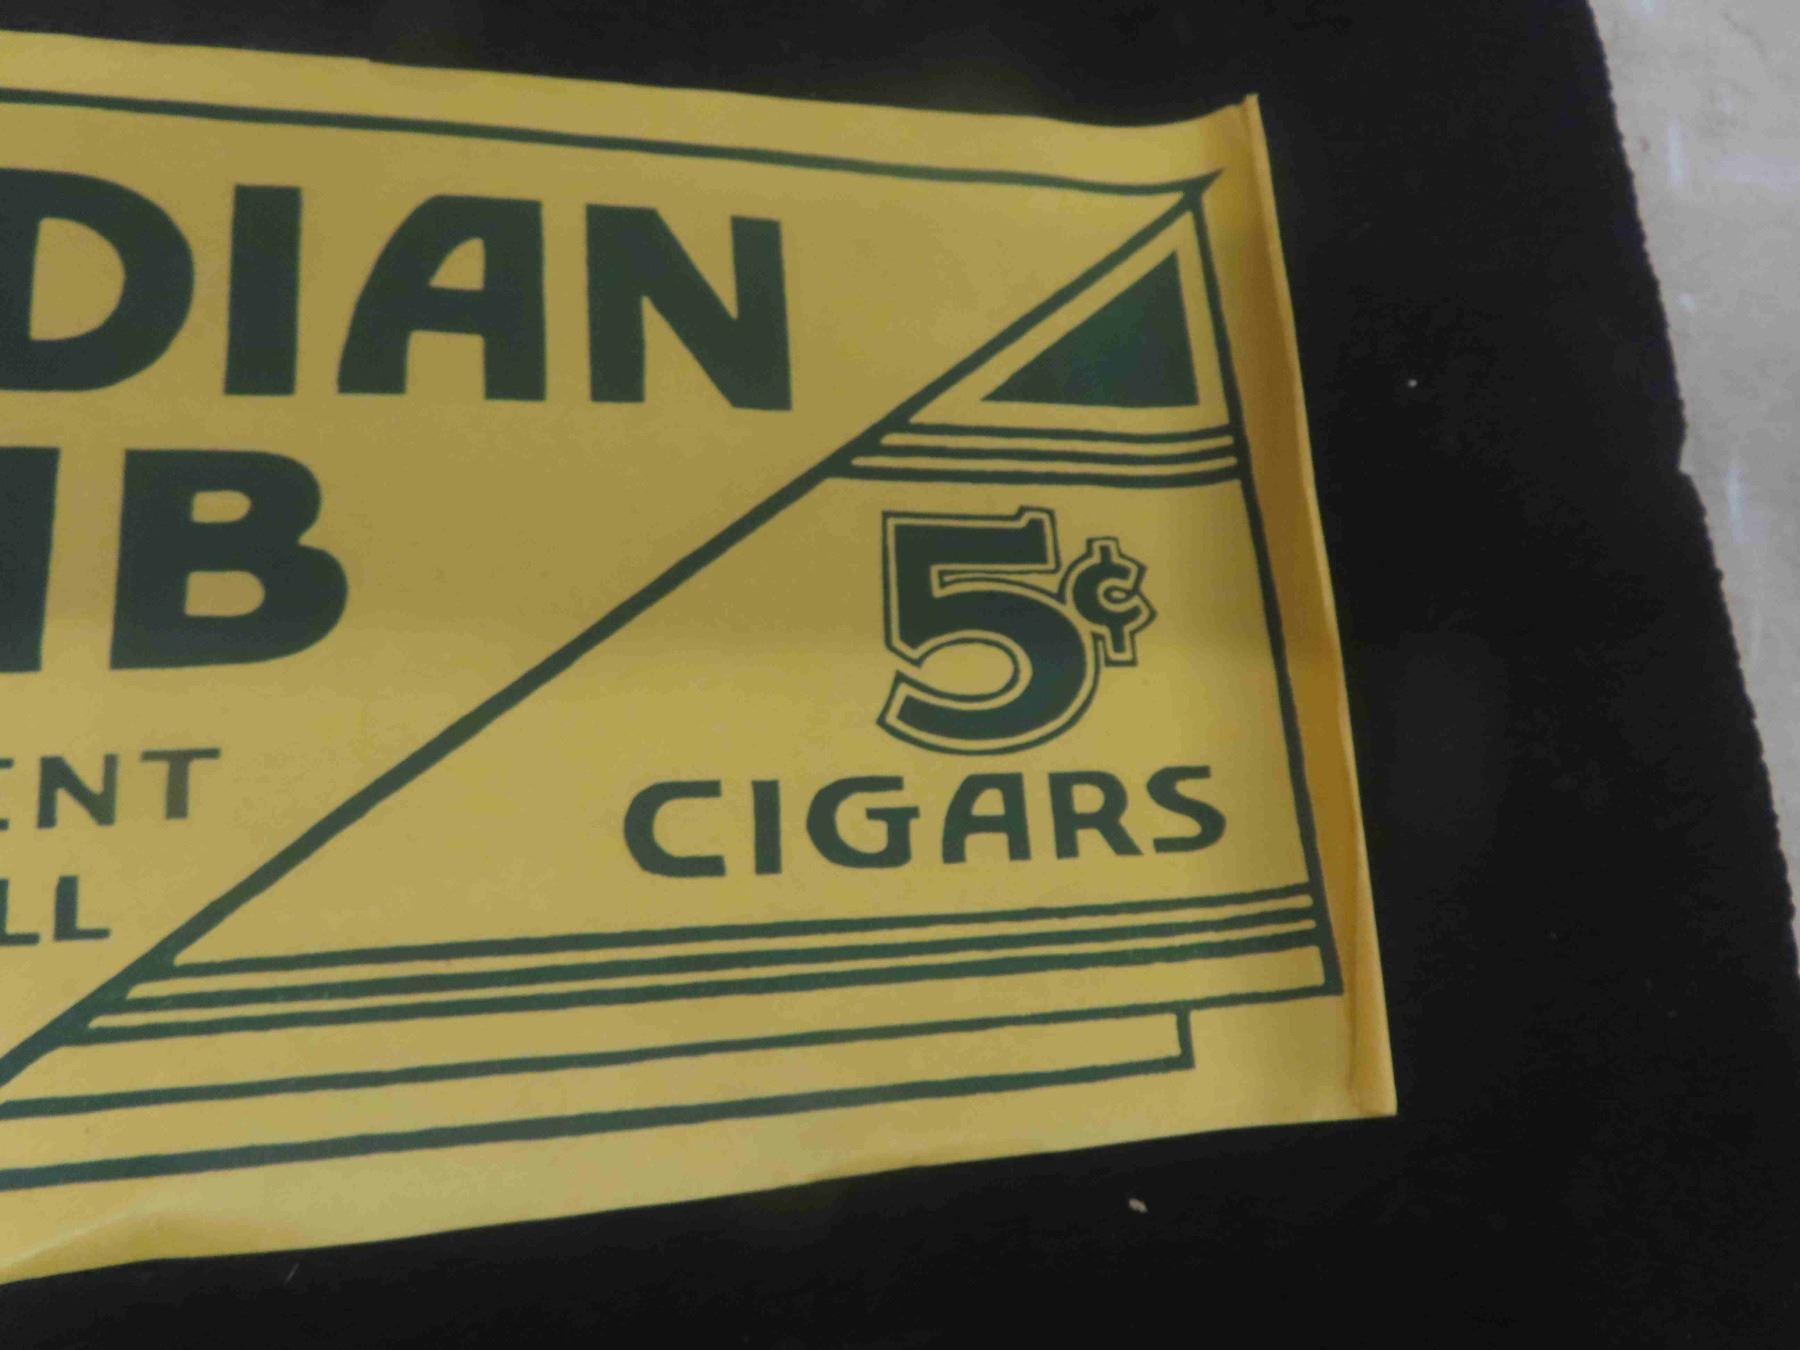 DIAN
IB
ENT
LL
5¢
CIGARS